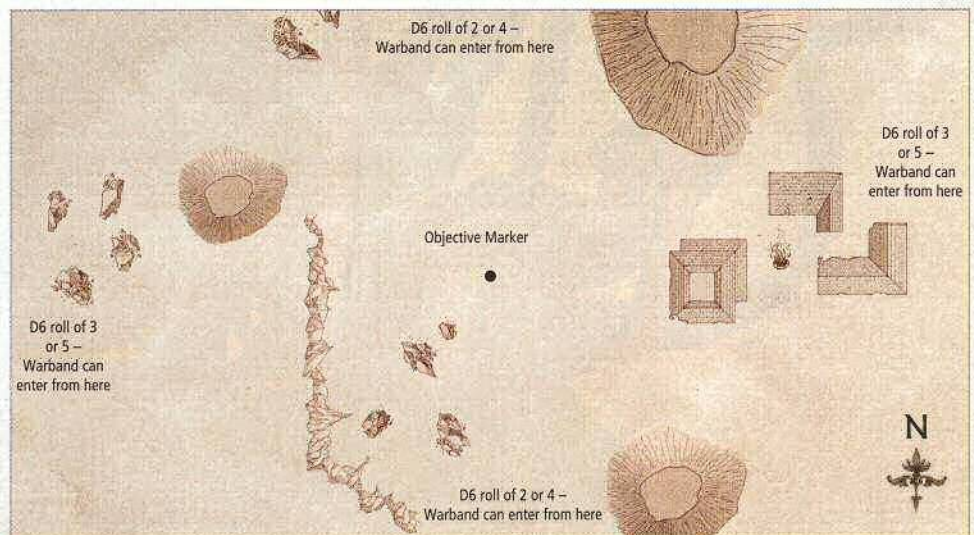 D6 roll of 2 or 4 –
Warband can enter from here
D6 roll of 3
or 5 –
Warband can
enter from here
Objective Marker
D6 roll of 3
or 5 –
Warband can
enter from here
N
D6 roll of 2 or 4 –
Warband can enter from here